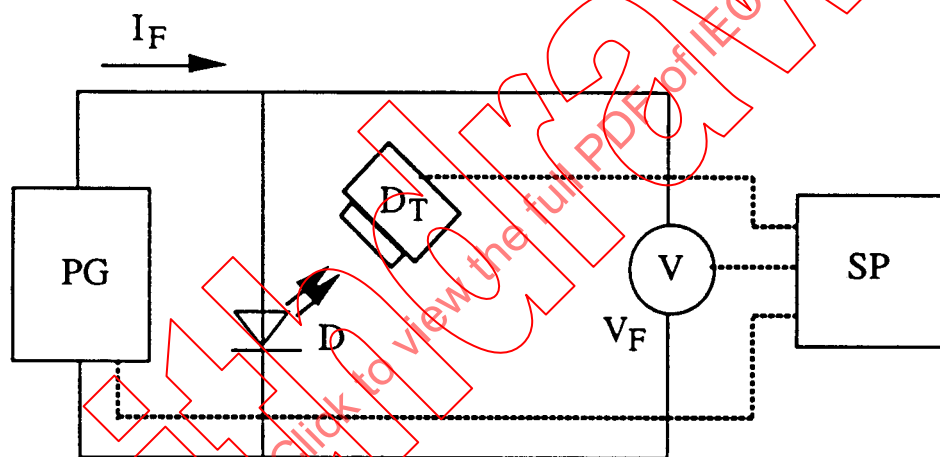 I_F
D_T
PG
V
SP
D
V_F
Click to view the full PDF of IEC